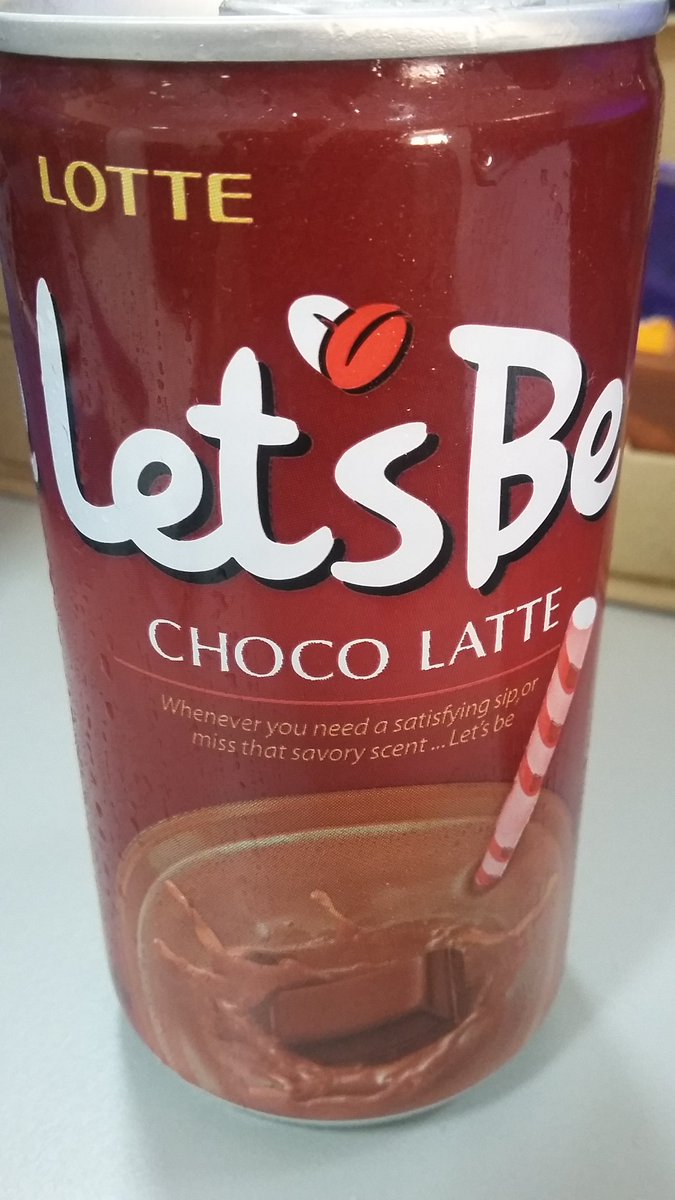 LOTTE
Let's Be
CHOCO LATTE
Whenever you need a satisfying sip, or
miss that savory scent ... Let's be